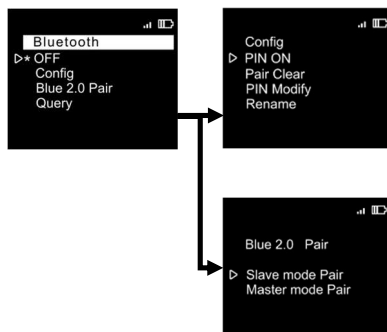 Bluetooth
* OFF
Config
Blue 2.0 Pair
Query
Config
PIN ON
Pair Clear
PIN Modify
Rename
Blue 2.0 Pair
Slave mode Pair
Master mode Pair